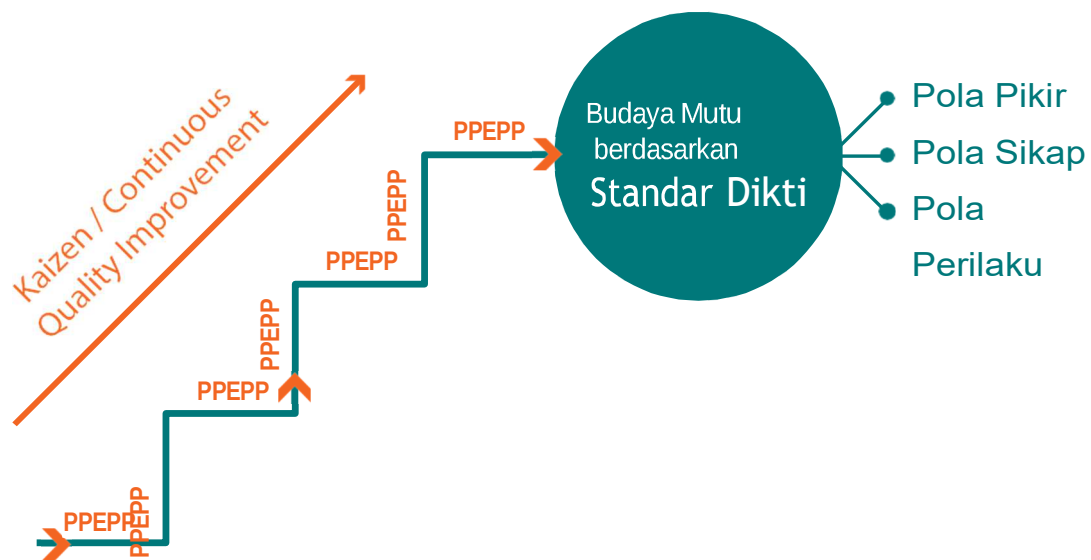 Kaizen / Continuous
Quality Improvement
PPEPP
PPEPP
PPEPP
PPEPP
PPEPP
PPEPP
PPEPP
Budaya Mutu
berdasarkan
Standar Dikti
Pola Pikir
Pola Sikap
Pola
Perilaku